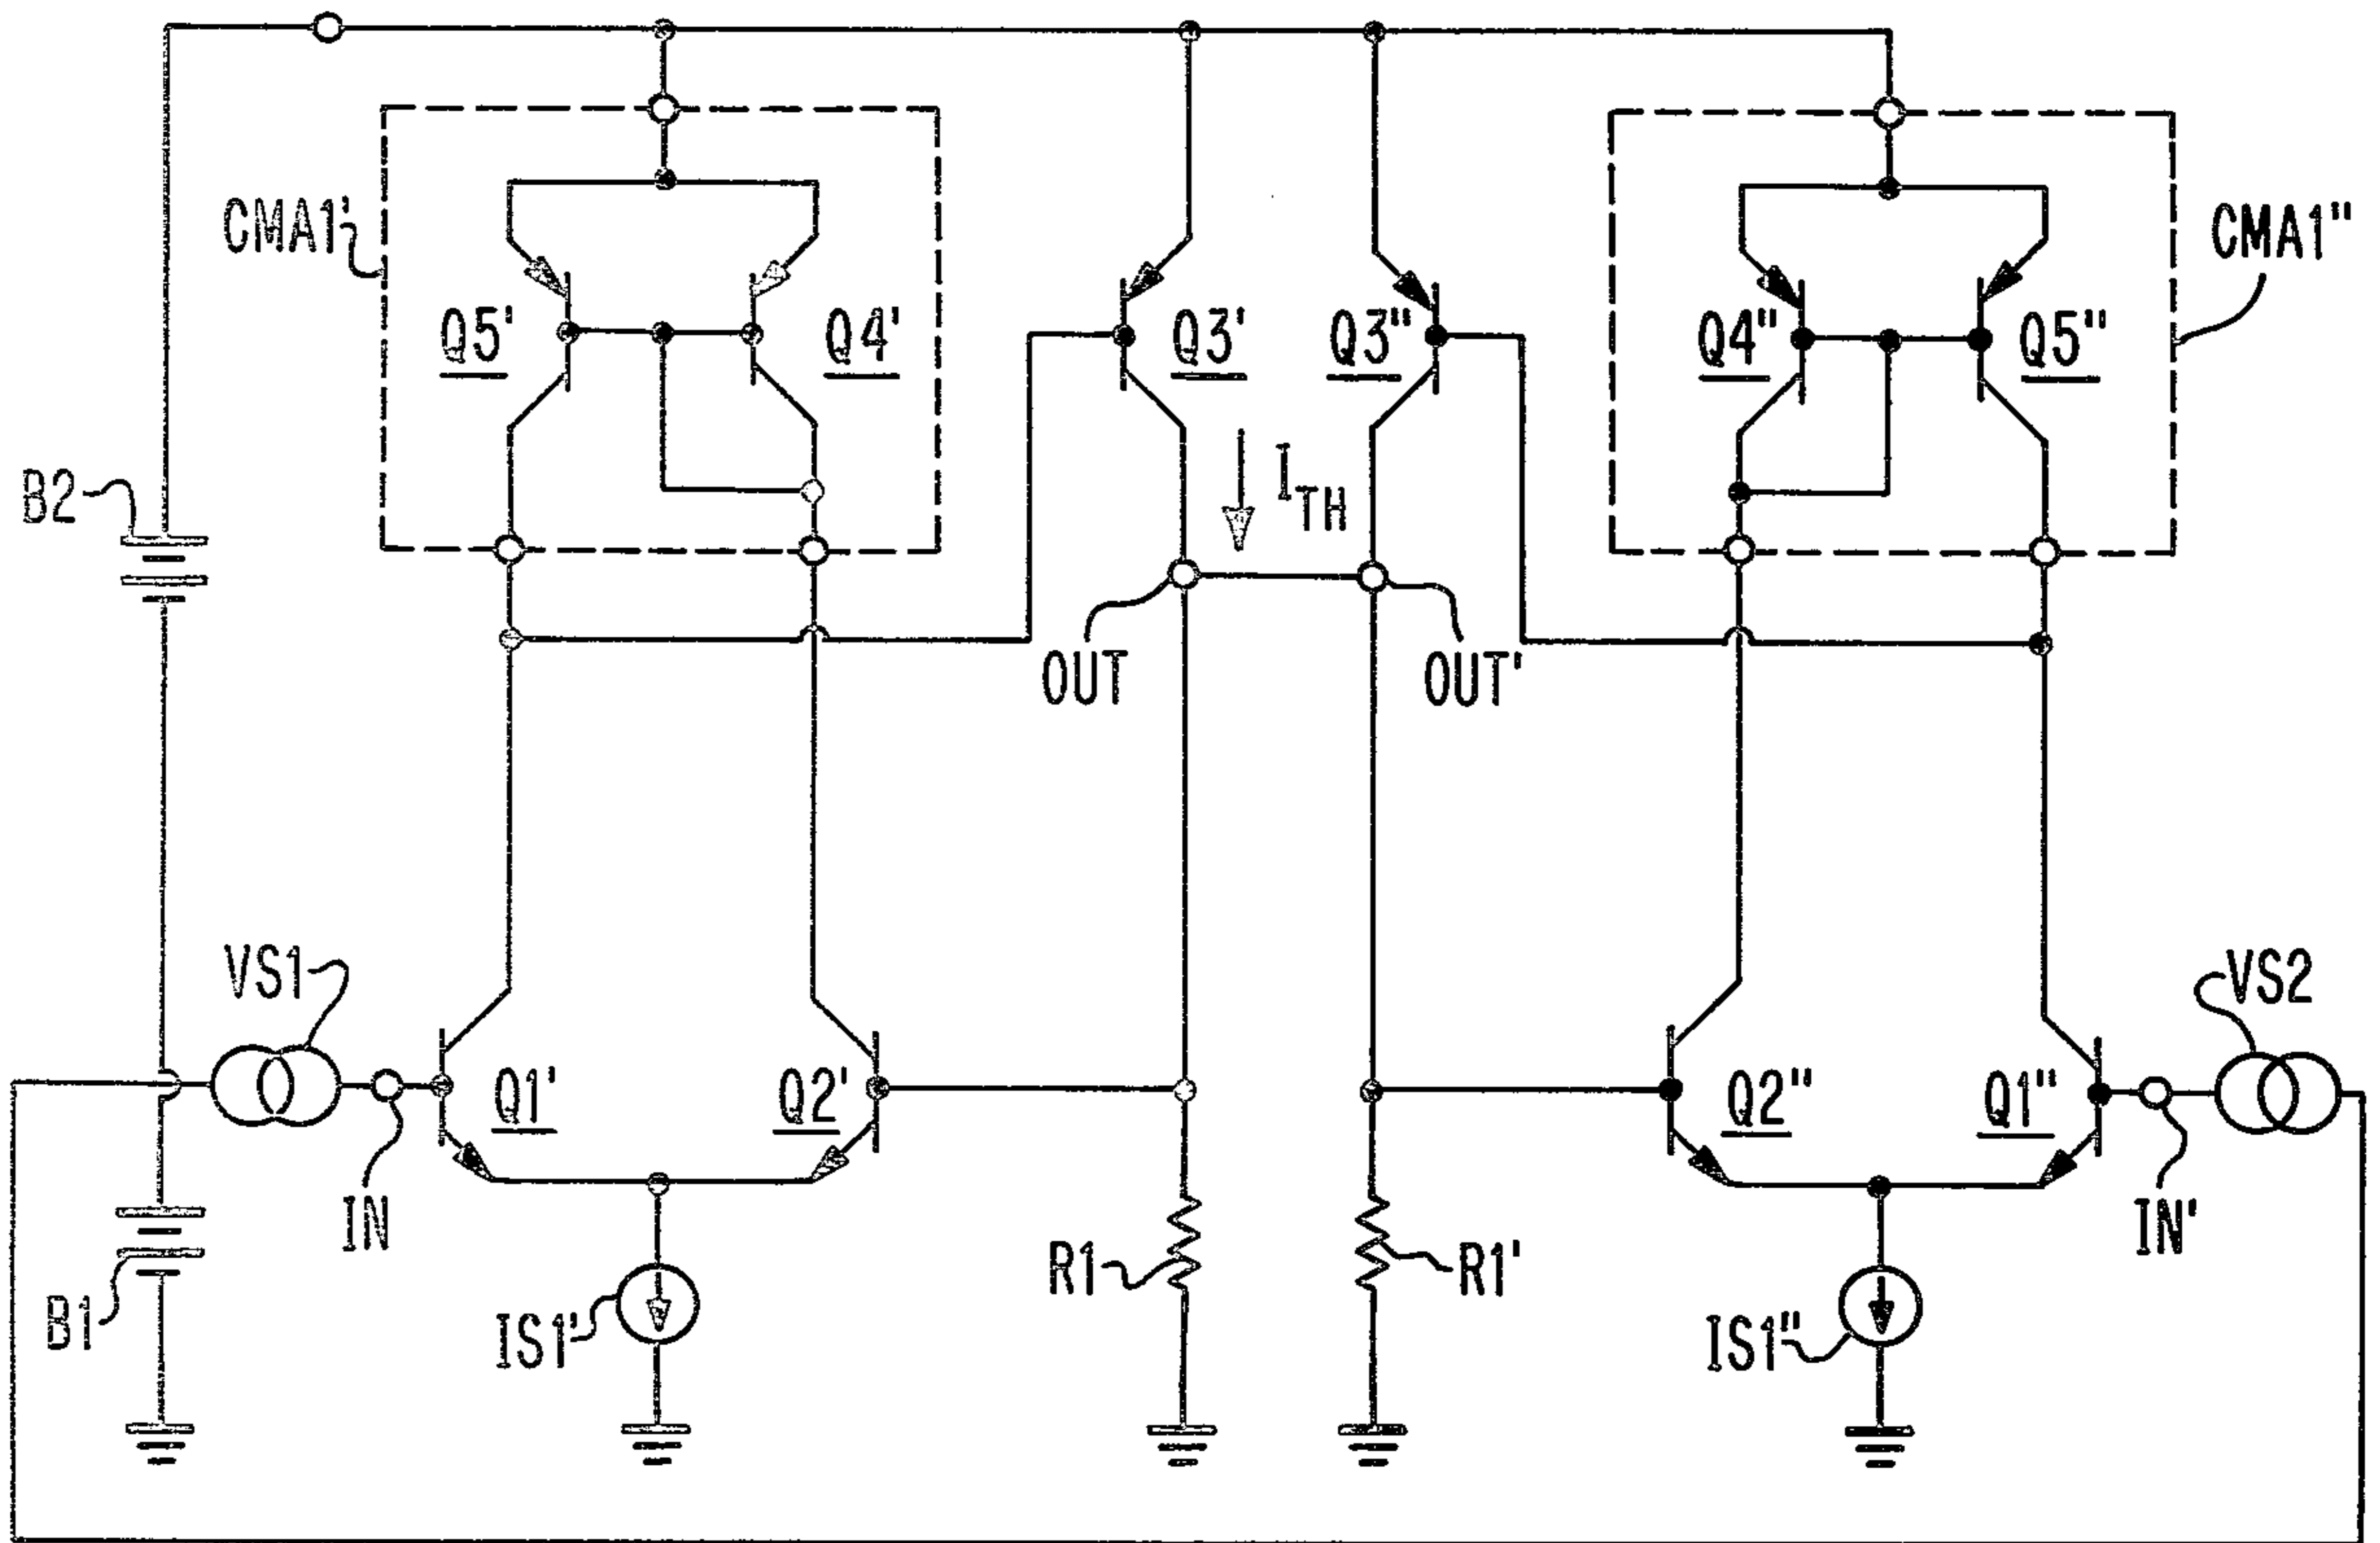 CMA1'
CMA1"
Q5'
Q4'
Q3'
Q3"
Q4"
Q5"
B2
I TH
OUT
OUT'
VS1
VS2
Q1'
Q2'
Q2"
Q1"
IN
IN'
R1
R1'
B1
IS1'
IS1"